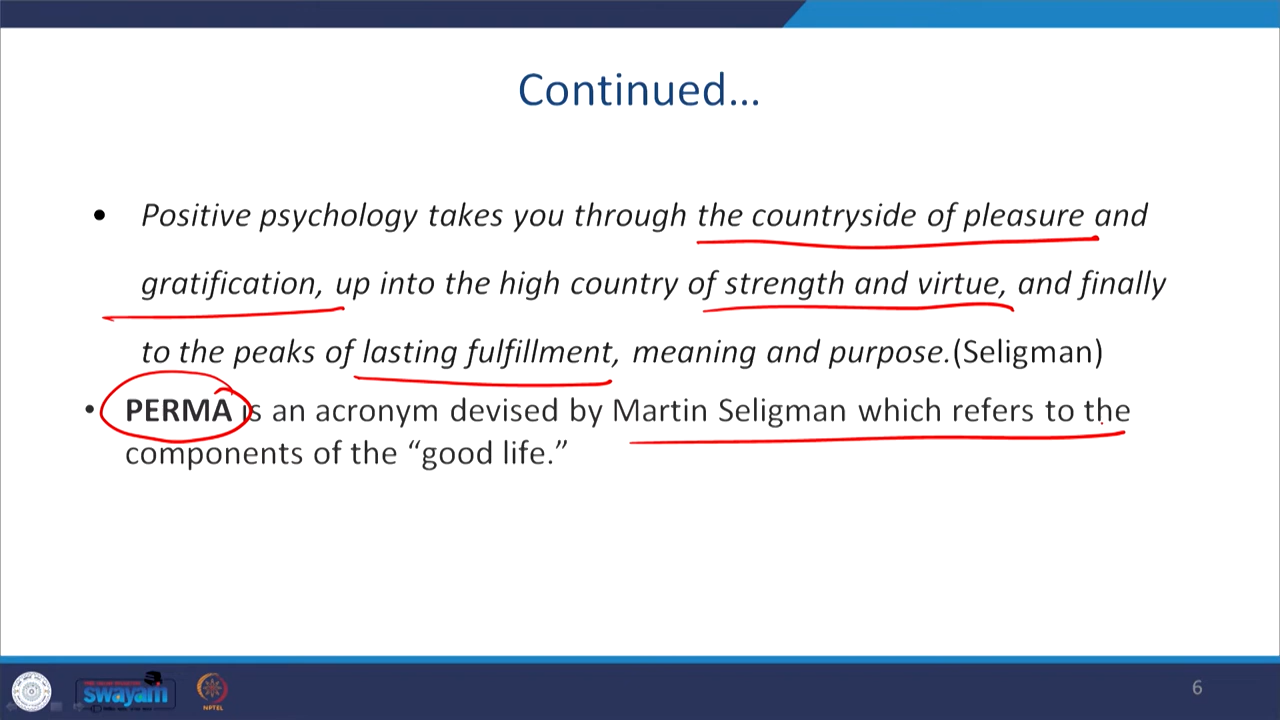 Continued...
• Positive psychology takes you through the countryside of pleasure and
gratification, up into the high country of strength and virtue, and finally
to the peaks of lasting fulfillment, meaning and purpose.(Seligman)
• PERMA is an acronym devised by Martin Seligman which refers to the
components of the “good life.”
swayam
NPTEL
6